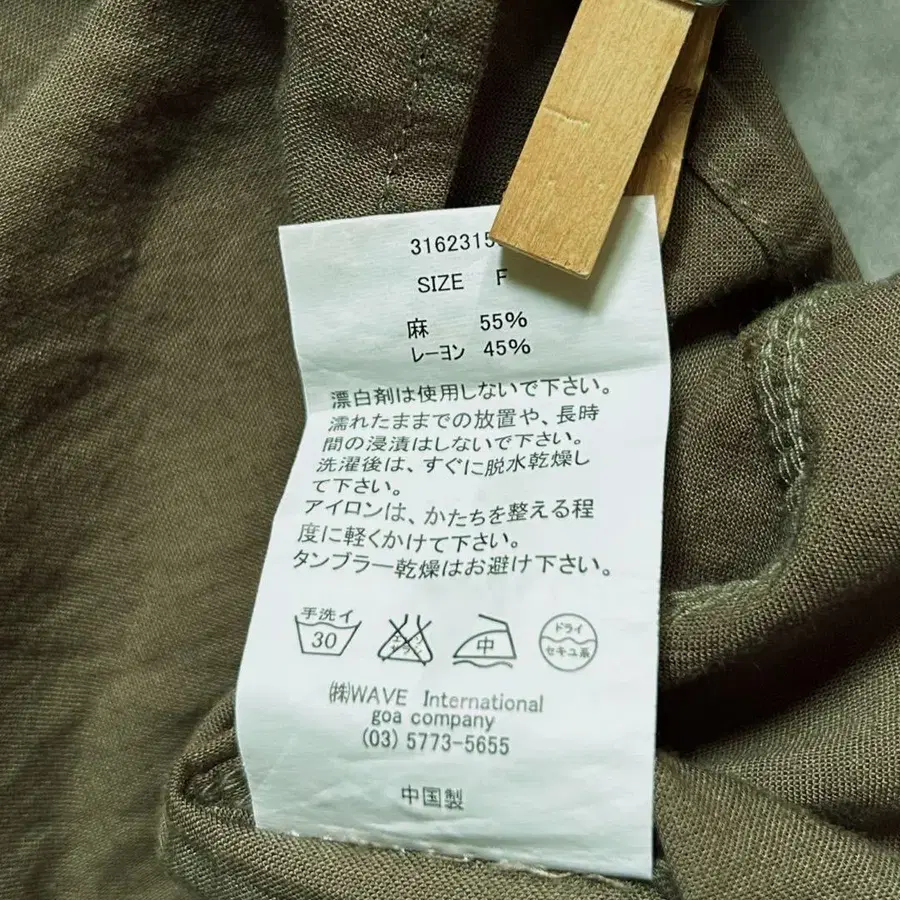 3162315
SIZE F
麻 55%
レーヨン 45%
漂白剤は使用しないで下さい。
濡れたままでの放置や、長時
間の浸漬はしないで下さい。
洗濯後は、すぐに脱水乾燥し
て下さい。
アイロンは、かたちを整える程
度に軽くかけて下さい。
タンブラー乾燥はお避け下さい。
手洗イ
30
中
ドライ
セキユ系
㈱WAVE International
goa company
(03) 5773-5655
中国製